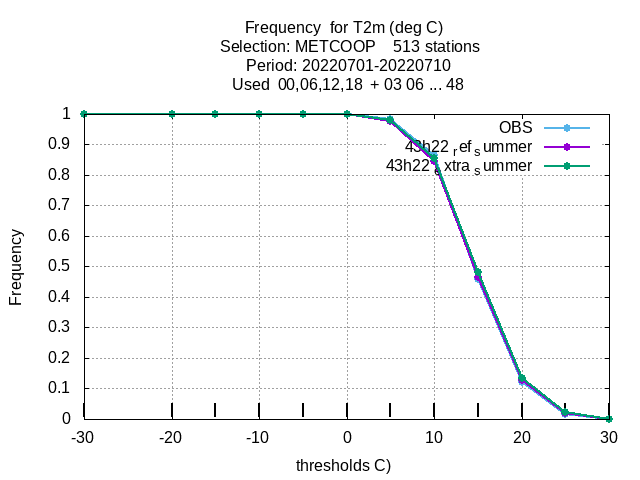 Frequency  for T2m (deg C)
Selection: METCOOP    513 stations
Period: 20220701-20220710
Used  00,06,12,18  + 03 06 ... 48
OBS
43h22 ref summer
43h22 extra summer
1
0.9
0.8
0.7
0.6
0.5
0.4
0.3
0.2
0.1
0
Frequency
-30 -20 -10 0 10 20 30
thresholds C)